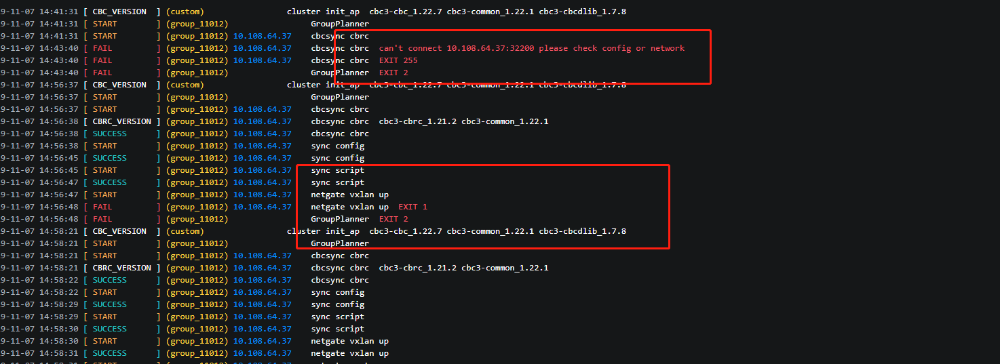 9-11-07 14:41:31 [ CBC_VERSION ] (custom) cluster init_ap cbc3-cbc_1.22.7 cbc3-common_1.22.1 cbc3-cbcdlib_1.7.8
9-11-07 14:41:31 [ START ] (group_11012) GroupPlanner
9-11-07 14:41:31 [ START ] (group_11012) 10.108.64.37 cbcsync cbrc
9-11-07 14:43:40 [ FAIL ] (group_11012) 10.108.64.37 cbcsync cbrc can't connect 10.108.64.37:32200 please check config or network
9-11-07 14:43:40 [ FAIL ] (group_11012) 10.108.64.37 cbcsync cbrc EXIT 255
9-11-07 14:43:40 [ FAIL ] (group_11012) GroupPlanner EXIT 2
9-11-07 14:56:37 [ CBC_VERSION ] (custom) cluster init_ap cbc3-cbc_1.22.7 cbc3-common_1.22.1 cbc3-cbcdlib_1.7.8
9-11-07 14:56:37 [ START ] (group_11012) GroupPlanner
9-11-07 14:56:37 [ START ] (group_11012) 10.108.64.37 cbcsync cbrc
9-11-07 14:56:38 [ CBRC_VERSION ] (group_11012) 10.108.64.37 cbcsync cbrc cbc3-cbrc_1.21.2 cbc3-common_1.22.1
9-11-07 14:56:38 [ SUCCESS ] (group_11012) 10.108.64.37 cbcsync cbrc
9-11-07 14:56:38 [ START ] (group_11012) 10.108.64.37 sync config
9-11-07 14:56:45 [ SUCCESS ] (group_11012) 10.108.64.37 sync config
9-11-07 14:56:45 [ START ] (group_11012) 10.108.64.37 sync script
9-11-07 14:56:47 [ SUCCESS ] (group_11012) 10.108.64.37 sync script
9-11-07 14:56:47 [ START ] (group_11012) 10.108.64.37 netgate vxlan up
9-11-07 14:56:48 [ FAIL ] (group_11012) 10.108.64.37 netgate vxlan up EXIT 1
9-11-07 14:56:48 [ FAIL ] (group_11012) GroupPlanner EXIT 2
9-11-07 14:58:21 [ CBC_VERSION ] (custom) cluster init_ap cbc3-cbc_1.22.7 cbc3-common_1.22.1 cbc3-cbcdlib_1.7.8
9-11-07 14:58:21 [ START ] (group_11012) GroupPlanner
9-11-07 14:58:21 [ START ] (group_11012) 10.108.64.37 cbcsync cbrc
9-11-07 14:58:21 [ CBRC_VERSION ] (group_11012) 10.108.64.37 cbcsync cbrc cbc3-cbrc_1.21.2 cbc3-common_1.22.1
9-11-07 14:58:22 [ SUCCESS ] (group_11012) 10.108.64.37 cbcsync cbrc
9-11-07 14:58:22 [ START ] (group_11012) 10.108.64.37 sync config
9-11-07 14:58:29 [ SUCCESS ] (group_11012) 10.108.64.37 sync config
9-11-07 14:58:29 [ START ] (group_11012) 10.108.64.37 sync script
9-11-07 14:58:30 [ SUCCESS ] (group_11012) 10.108.64.37 sync script
9-11-07 14:58:30 [ START ] (group_11012) 10.108.64.37 netgate vxlan up
9-11-07 14:58:31 [ SUCCESS ] (group_11012) 10.108.64.37 netgate vxlan up